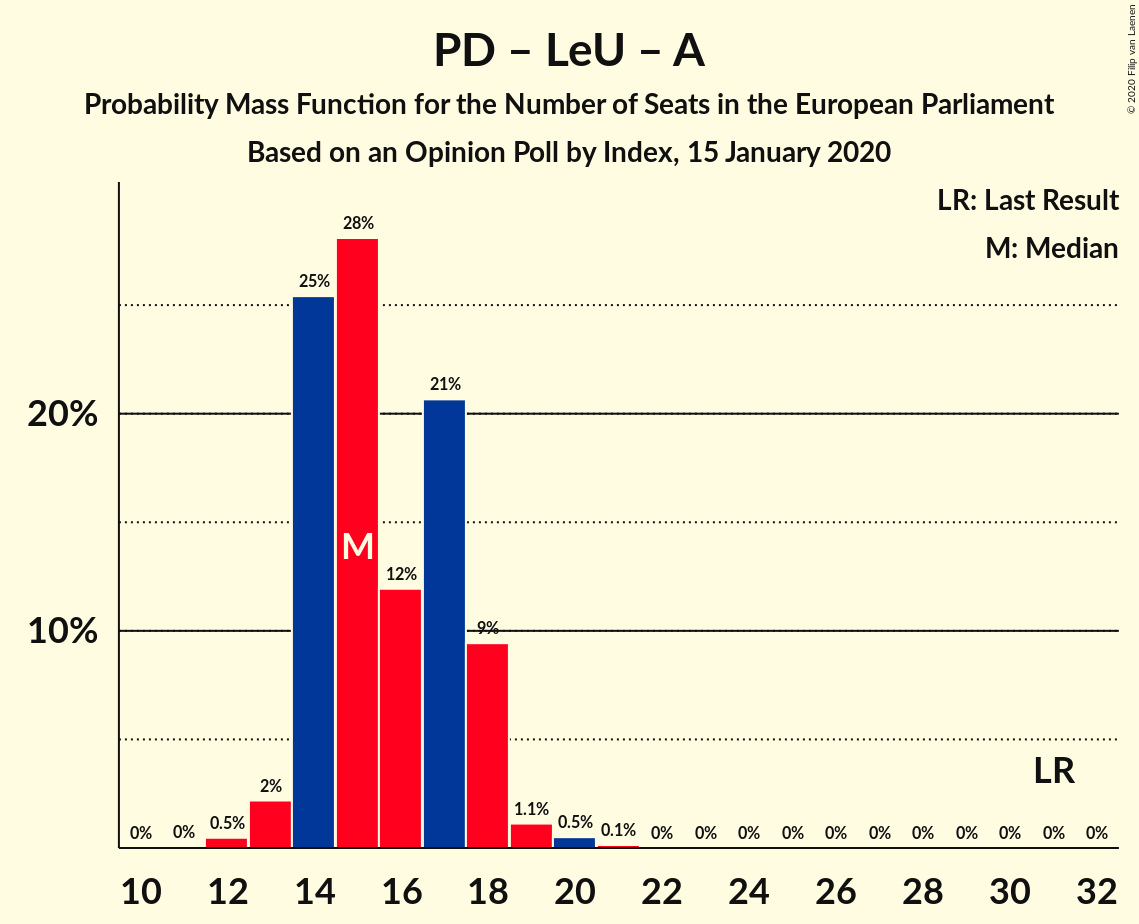 PD – LeU – A
Probability Mass Function for the Number of Seats in the European Parliament
Based on an Opinion Poll by Index, 15 January 2020
© 2020 Filip van Laenen
LR: Last Result
M: Median
28%
25%
21%
20%
M
12%
10%
9%
LR
2%
0% 0% 0.5% 1.1% 0.5% 0.1% 0% 0% 0% 0% 0% 0% 0% 0% 0% 0% 0%
10 12 14 16 18 20 22 24 26 28 30 32